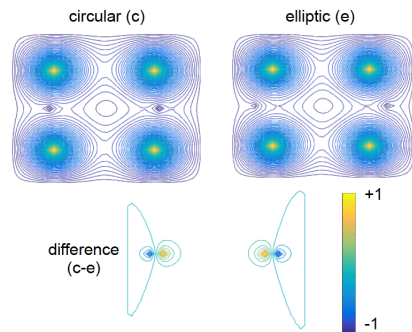 circular (c)
elliptic (e)
difference
(c-e)
+1
-1